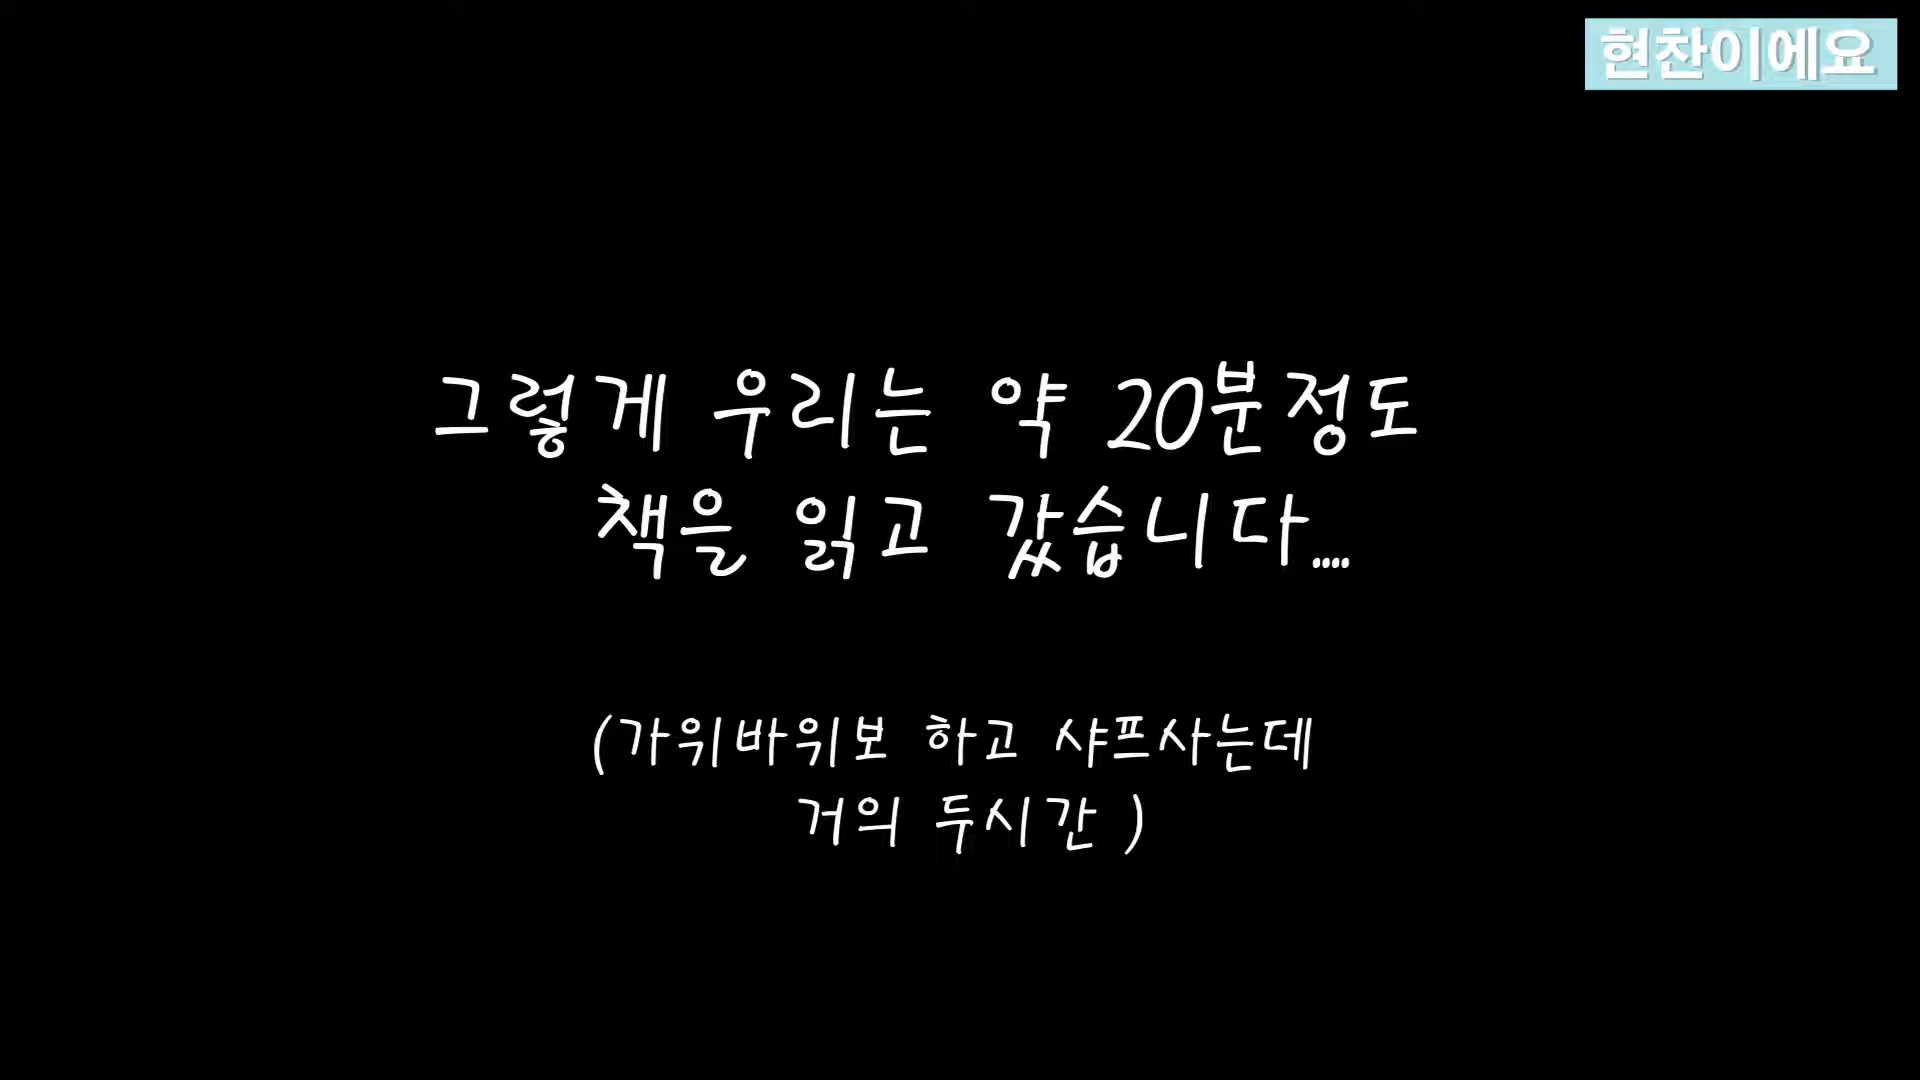 현찬이에요
그렇게 우리는 약 20분정도
책을 읽고 갔습니다....
(가위바위보 하고 샤프사는데
거의 두시간 )